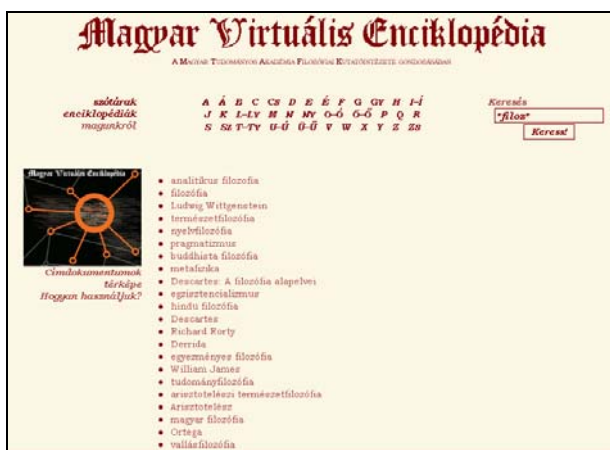 Magyar Virtuális Enciklopédia
A Magyar Tudományos Akadémia Filozófiai Kutatóintézete gondozásában
szótárak
enciklopédiák
magunkról
A Á B C CS D E É F G GY H I-Í
J K L-LY M N NY O-Ó Ö-Ő P Q R
S SZ T-TY U-Ú Ü-Ű V W X Y Z ZS
Keresés
*filoz*
Keress!
Magyar Virtuális Enciklopédia
Címdokumentumok
térképe
Hogyan használjuk?
analitikus filozofia
filozófia
Ludwig Wittgenstein
természetfilozófia
nyelvfilozófia
pragmatizmus
buddhista filozófia
metafizika
Descartes: A filozófia alapelvei
egzisztencializmus
hindu filozófia
Descartes
Richard Rorty
Derrida
egyezményes filozófia
William James
tudományfilozófia
arisztotelészi természetfilozófia
Arisztotelész
magyar filozófia
Ortega
vallásfilozófia